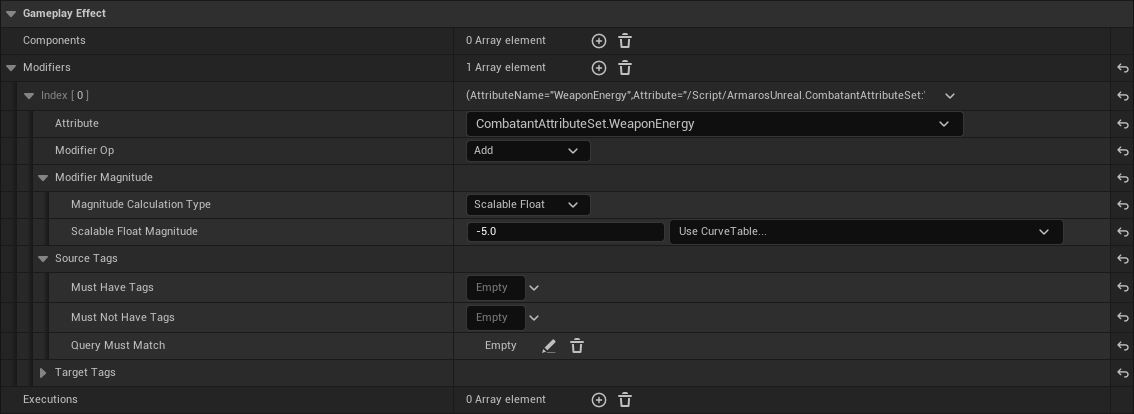 Gameplay Effect
Components 0 Array element
Modifiers 1 Array element
Index [ 0 ] (AttributeName="WeaponEnergy",Attribute="/Script/ArmarosUnreal.CombatantAttributeSet:'
Attribute CombatantAttributeSet.WeaponEnergy
Modifier Op Add
Modifier Magnitude
Magnitude Calculation Type Scalable Float
Scalable Float Magnitude -5.0 Use CurveTable...
Source Tags
Must Have Tags Empty
Must Not Have Tags Empty
Query Must Match Empty
Target Tags
Executions 0 Array element